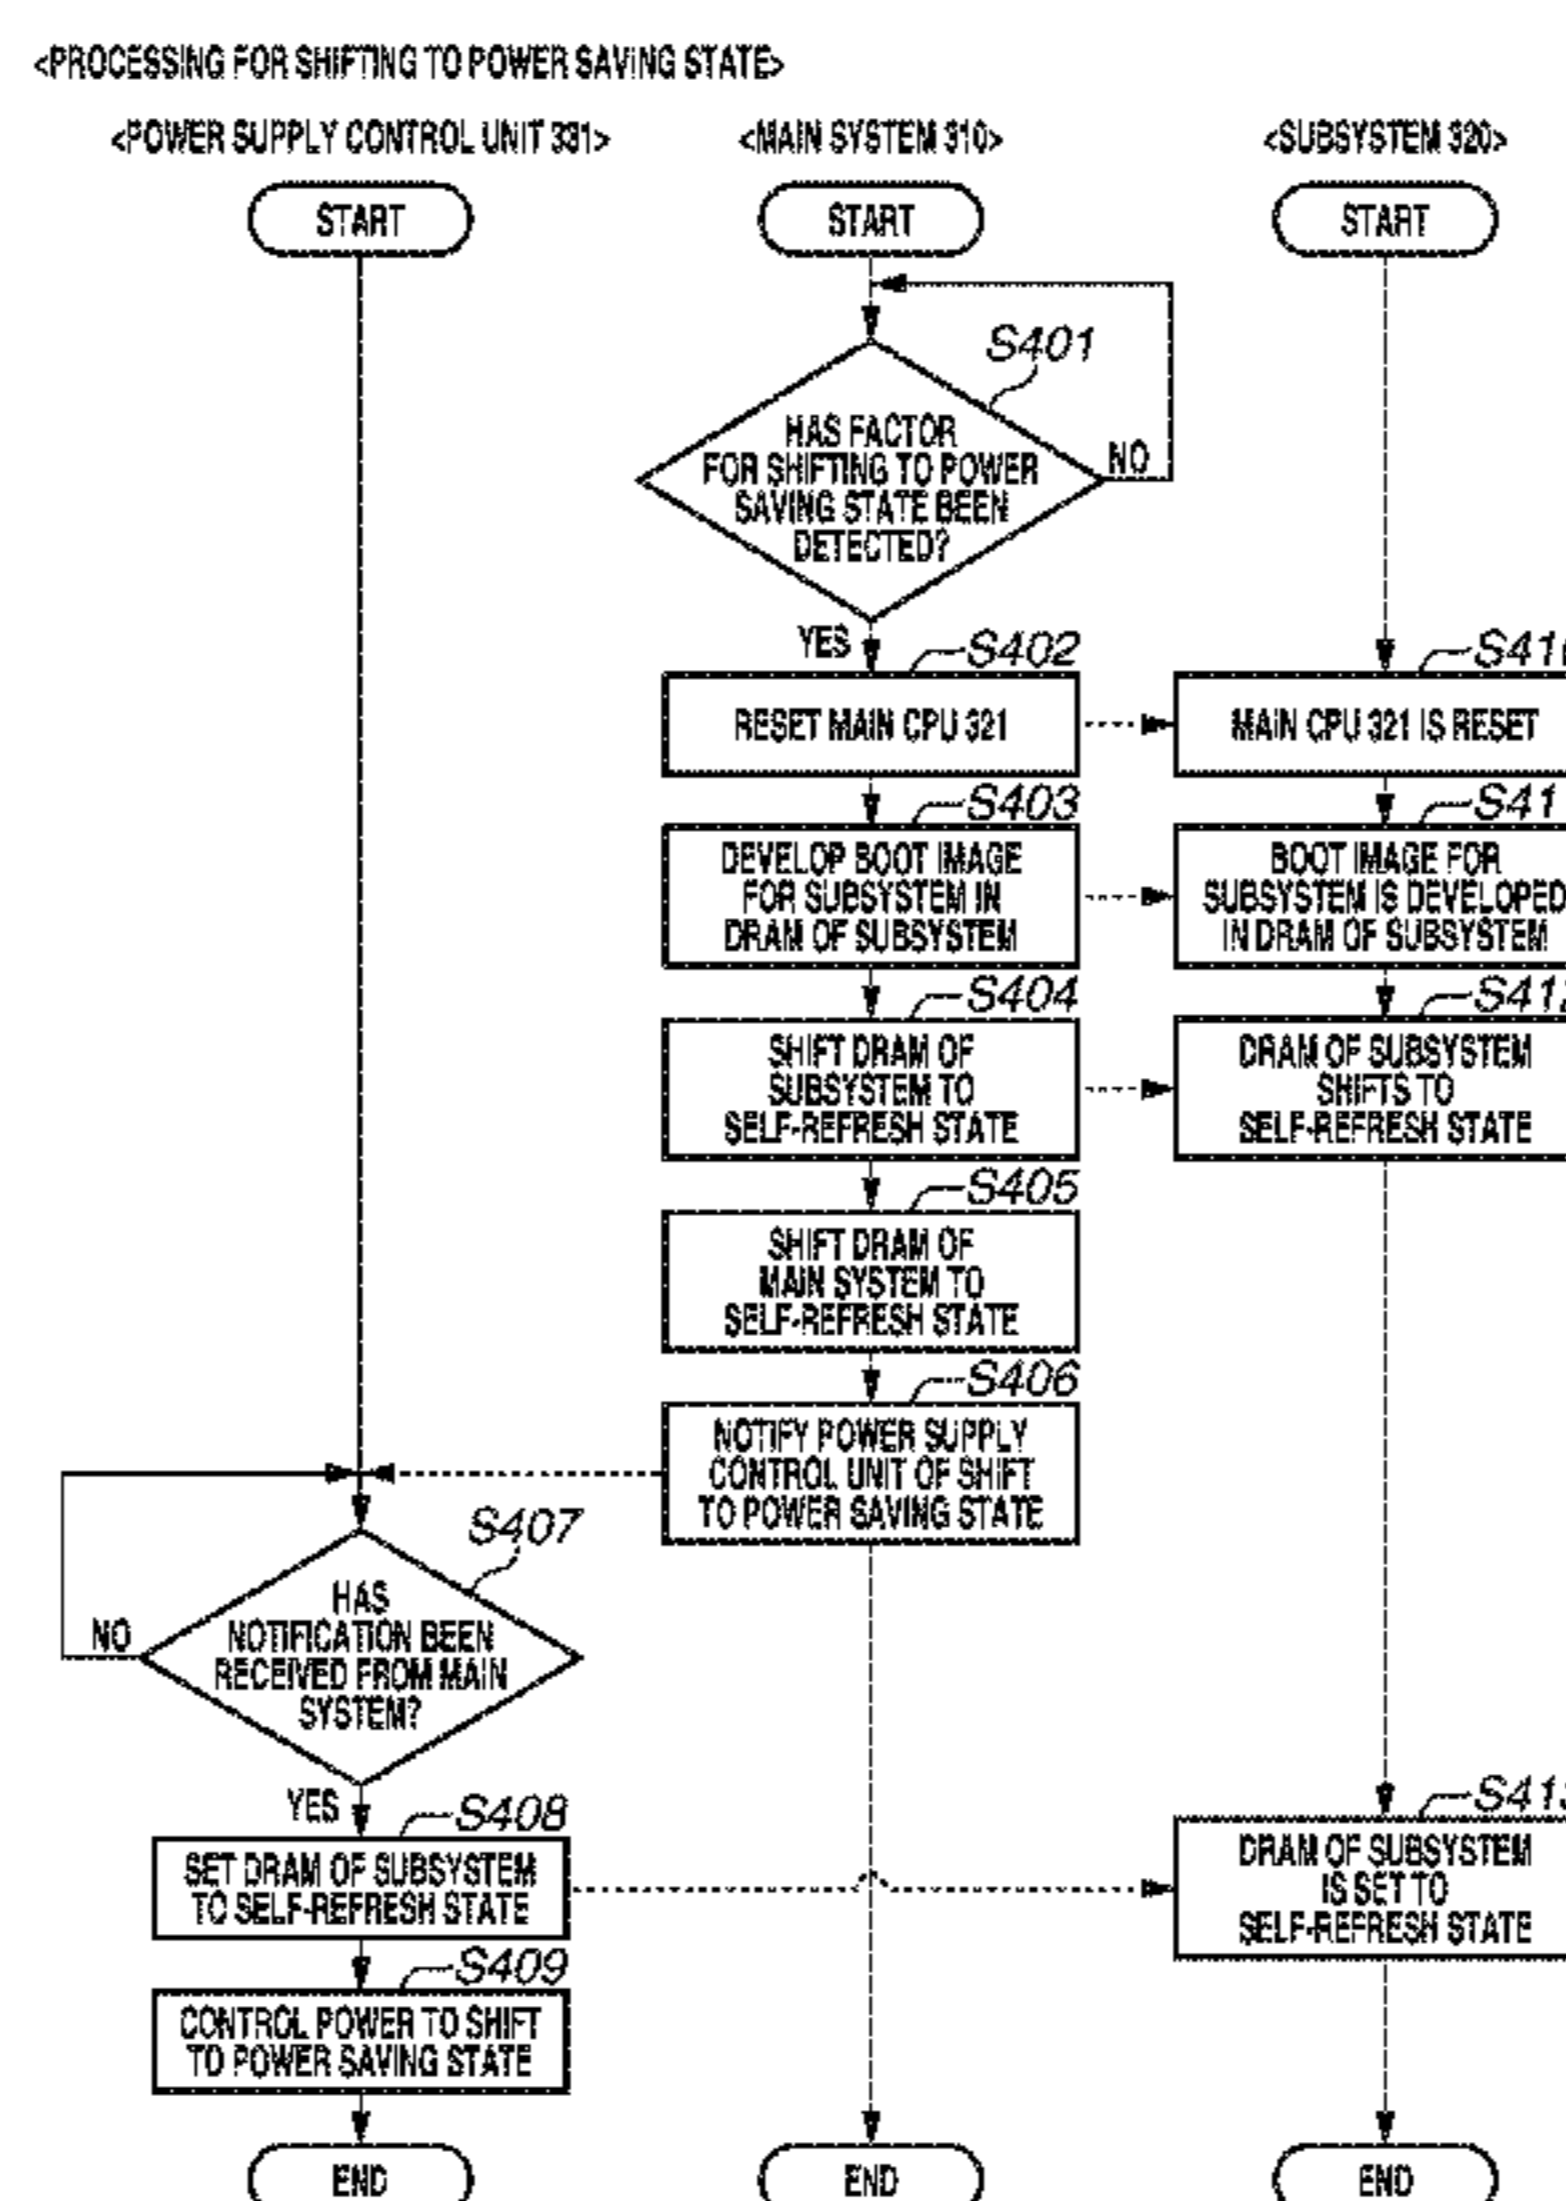 <PROCESSING FOR SHIFTING TO POWER SAVING STATE>
<POWER SUPPLY CONTROL UNIT 331>
<MAIN SYSTEM 310>
<SUBSYSTEM 320>
START
START
START
S401
HAS FACTOR
FOR SHIFTING TO POWER
SAVING STATE BEEN
DETECTED?
NO
YES
S402
RESET MAIN CPU 321
MAIN CPU 321 IS RESET
S403
DEVELOP BOOT IMAGE
FOR SUBSYSTEM IN
DRAM OF SUBSYSTEM
S41
BOOT IMAGE FOR
SUBSYSTEM IS DEVELOPED
IN DRAM OF SUBSYSTEM
S404
SHIFT DRAM OF
SUBSYSTEM TO
SELF-REFRESH STATE
S412
DRAM OF SUBSYSTEM
SHIFTS TO
SELF-REFRESH STATE
S405
SHIFT DRAM OF
MAIN SYSTEM TO
SELF-REFRESH STATE
S406
NOTIFY POWER SUPPLY
CONTROL UNIT OF SHIFT
TO POWER SAVING STATE
S407
HAS
NOTIFICATION BEEN
RECEIVED FROM MAIN
SYSTEM?
NO
YES
S408
SET DRAM OF SUBSYSTEM
TO SELF-REFRESH STATE
DRAM OF SUBSYSTEM
IS SET TO
SELF-REFRESH STATE
S409
CONTROL POWER TO SHIFT
TO POWER SAVING STATE
END
END
END